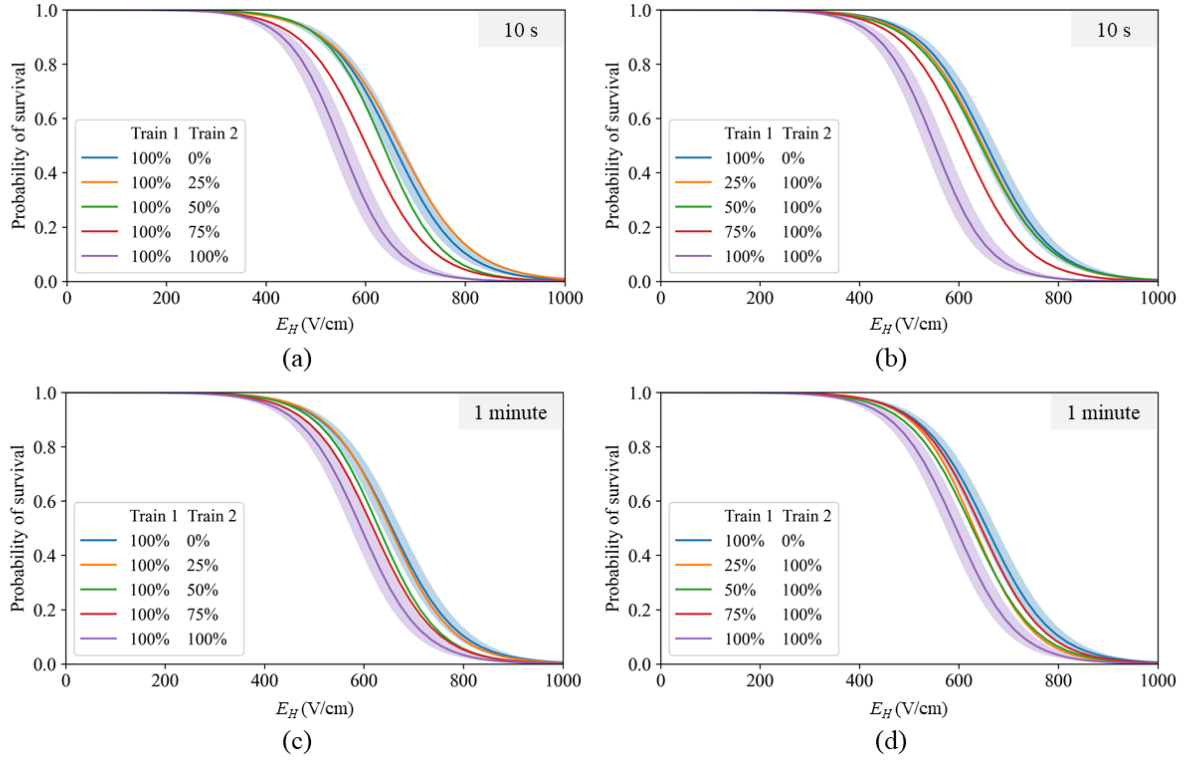 10 s
Probability of survival
1.0
0.8
0.6
0.4
0.2
0.0
Train 1 Train 2
100% 0%
100% 25%
100% 50%
100% 75%
100% 100%
0 200 400 600 800 1000
E_H (V/cm)
(a)
10 s
Probability of survival
1.0
0.8
0.6
0.4
0.2
0.0
Train 1 Train 2
100% 0%
25% 100%
50% 100%
75% 100%
100% 100%
0 200 400 600 800 1000
E_H (V/cm)
(b)
1 minute
Probability of survival
1.0
0.8
0.6
0.4
0.2
0.0
Train 1 Train 2
100% 0%
100% 25%
100% 50%
100% 75%
100% 100%
0 200 400 600 800 1000
E_H (V/cm)
(c)
1 minute
Probability of survival
1.0
0.8
0.6
0.4
0.2
0.0
Train 1 Train 2
100% 0%
25% 100%
50% 100%
75% 100%
100% 100%
0 200 400 600 800 1000
E_H (V/cm)
(d)